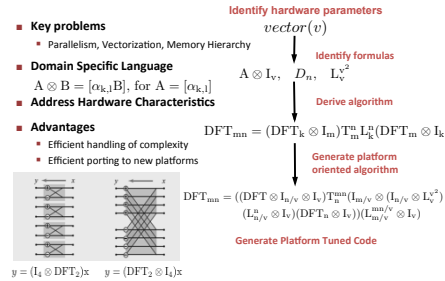 Key problems
Parallelism, Vectorization, Memory Hierarchy
Domain Specific Language
A ⊗ B = [α_{k,l}B], for A = [α_{k,l}]
Address Hardware Characteristics
Advantages
Efficient handling of complexity
Efficient porting to new platforms
y x y x
y = (I_4 ⊗ DFT_2)x y = (DFT_2 ⊗ I_4)x
Identify hardware parameters
vector(v)
Identify formulas
A ⊗ I_v, D_n, L_v^{v^2}
Derive algorithm
DFT_{mn} = (DFT_k ⊗ I_m)T_m^n L_k^n(DFT_m ⊗ I_k
Generate platform
oriented algorithm
DFT_{mn} = ((DFT ⊗ I_{n/v} ⊗ I_v)T_n^{mn}(I_{m/v} ⊗ (I_{n/v} ⊗ L_v^{v^2})
(L_{n/v}^n ⊗ I_v)(DFT_n ⊗ I_v))(L_{m/v}^{mn/v} ⊗ I_v)
Generate Platform Tuned Code